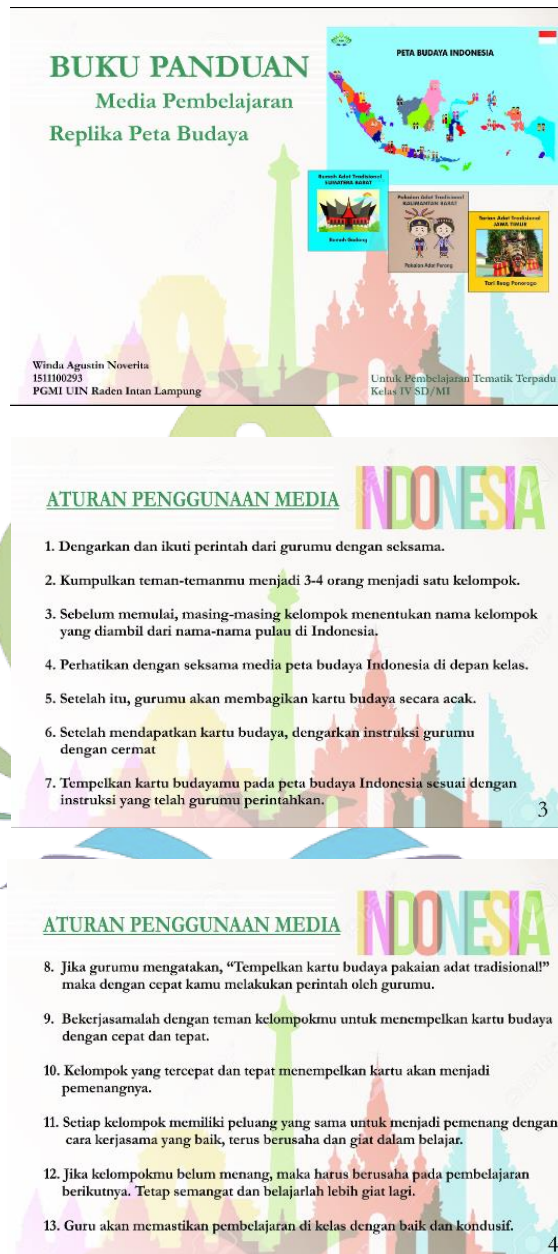 BUKU PANDUAN
Media Pembelajaran
Replika Peta Budaya
PETA BUDAYA INDONESIA
Rumah Adat Tradisional
SUMATERA BARAT
Rumah Gadang
Pakaian Adat Tradisional
KALIMANTAN BARAT
Pakaian Adat Perang
Tarian Adat Tradisional
JAWA TIMUR
Tari Reog Ponorogo
Winda Agustin Noverita
1511100293
PGMI UIN Raden Intan Lampung
Untuk Pembelajaran Tematik Terpadu
Kelas IV SD/MI
INDONESIA
ATURAN PENGGUNAAN MEDIA
1. Dengarkan dan ikuti perintah dari gurumu dengan seksama.
2. Kumpulkan teman-temanmu menjadi 3-4 orang menjadi satu kelompok.
3. Sebelum memulai, masing-masing kelompok menentukan nama kelompok
yang diambil dari nama-nama pulau di Indonesia.
4. Perhatikan dengan seksama media peta budaya Indonesia di depan kelas.
5. Setelah itu, gurumu akan membagikan kartu budaya secara acak.
6. Setelah mendapatkan kartu budaya, dengarkan instruksi gurumu
dengan cermat
7. Tempelkan kartu budayamu pada peta budaya Indonesia sesuai dengan
instruksi yang telah gurumu perintahkan.
3
INDONESIA
ATURAN PENGGUNAAN MEDIA
8. Jika gurumu mengatakan, “Tempelkan kartu budaya pakaian adat tradisional!”
maka dengan cepat kamu melakukan perintah oleh gurumu.
9. Bekerjasamalah dengan teman kelompokmu untuk menempelkan kartu budaya
dengan cepat dan tepat.
10. Kelompok yang tercepat dan tepat menempelkan kartu akan menjadi
pemenangnya.
11. Setiap kelompok memiliki peluang yang sama untuk menjadi pemenang dengan
cara kerjasama yang baik, terus berusaha dan giat dalam belajar.
12. Jika kelompokmu belum menang, maka harus berusaha pada pembelajaran
berikutnya. Tetap semangat dan belajarlah lebih giat lagi.
13. Guru akan memastikan pembelajaran di kelas dengan baik dan kondusif.
4